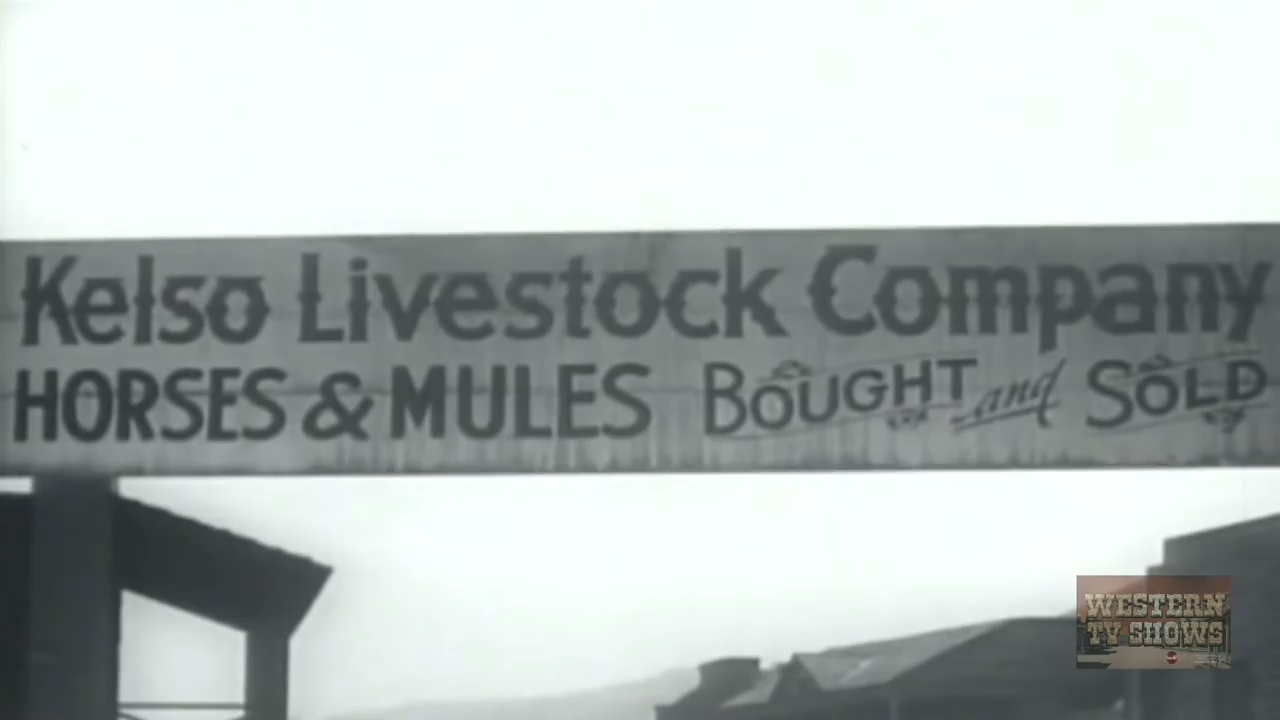 Kelso Livestock Company
HORSES & MULES BOUGHT and SOLD
WESTERN
TV SHOWS